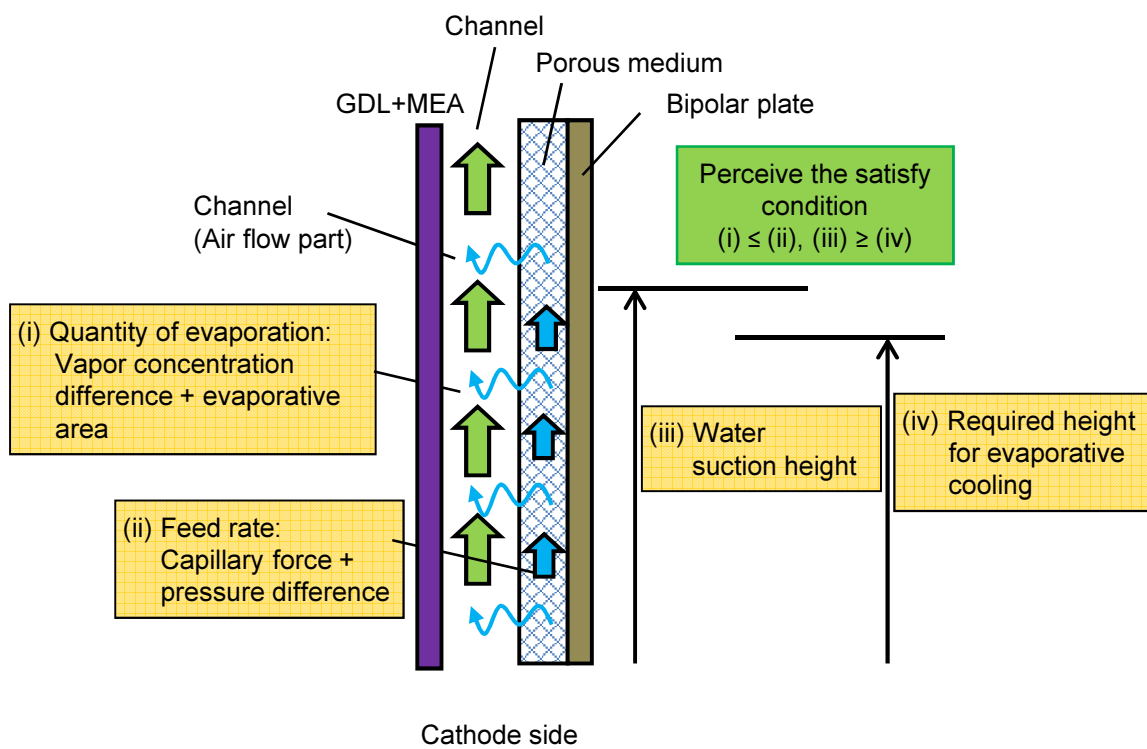 Channel
Porous medium
GDL+MEA
Bipolar plate
Perceive the satisfy
condition
(i) ≤ (ii), (iii) ≥ (iv)
Channel
(Air flow part)
(i) Quantity of evaporation:
Vapor concentration
difference + evaporative
area
(iii) Water
suction height
(iv) Required height
for evaporative
cooling
(ii) Feed rate:
Capillary force +
pressure difference
Cathode side